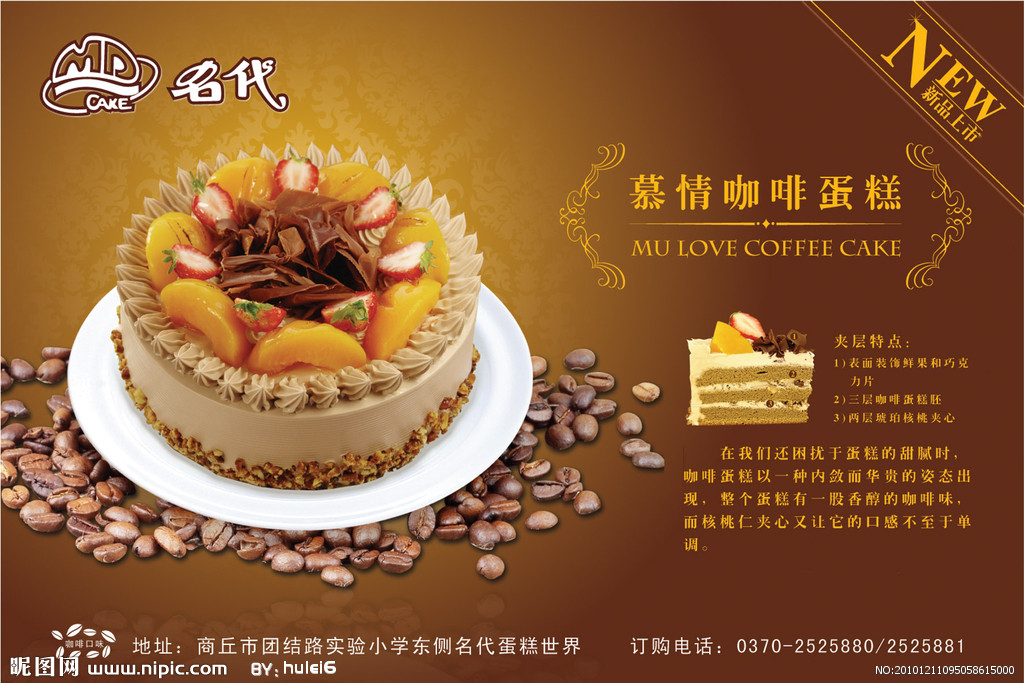 MD
CAKE
名代
NEW
新品上市
慕情咖啡蛋糕
MU LOVE COFFEE CAKE
夹层特点:
1)表面装饰鲜果和巧克
力片
2)三层咖啡蛋糕胚
3)两层琥珀核桃夹心
在我们还困扰于蛋糕的甜腻时，
咖啡蛋糕以一种内敛而华贵的姿态出
现，整个蛋糕有一股香醇的咖啡味，
而核桃仁夹心又让它的口感不至于单
调。
咖啡口味
地址：商丘市团结路实验小学东侧名代蛋糕世界
订购电话：0370-2525880/2525881
昵图网 www.nipic.com BY:hulei6
NO:20101211095058615000